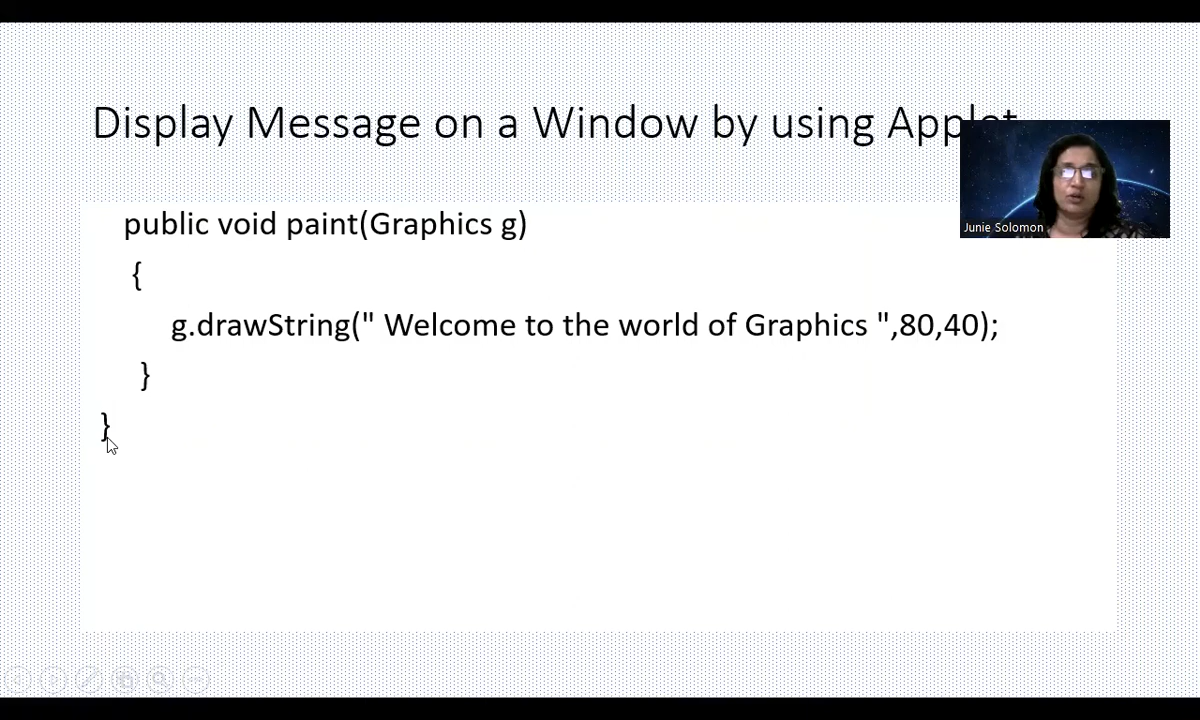 Display Message on a Window by using Applet
Junie Solomon
public void paint(Graphics g)
{
g.drawString(" Welcome to the world of Graphics ",80,40);
}
}